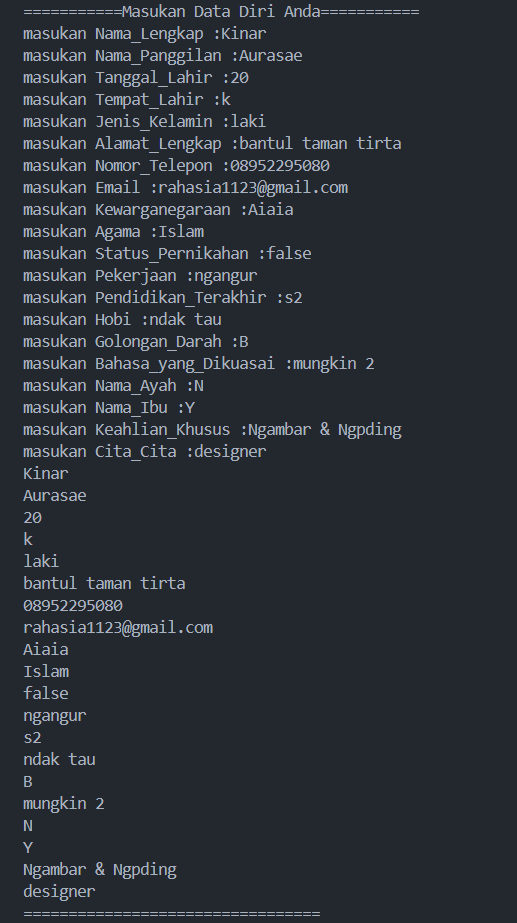 ===========Masukan Data Diri Anda===========
masukan Nama_Lengkap :Kinar
masukan Nama_Panggilan :Aurasae
masukan Tanggal_Lahir :20
masukan Tempat_Lahir :k
masukan Jenis_Kelamin :laki
masukan Alamat_Lengkap :bantul taman tirta
masukan Nomor_Telepon :08952295080
masukan Email :rahasia1123@gmail.com
masukan Kewarganegaraan :Aiaia
masukan Agama :Islam
masukan Status_Pernikahan :false
masukan Pekerjaan :ngangur
masukan Pendidikan_Terakhir :s2
masukan Hobi :ndak tau
masukan Golongan_Darah :B
masukan Bahasa_yang_Dikuasai :mungkin 2
masukan Nama_Ayah :N
masukan Nama_Ibu :Y
masukan Keahlian_Khusus :Ngambar & Ngpding
masukan Cita_Cita :designer
Kinar
Aurasae
20
k
laki
bantul taman tirta
08952295080
rahasia1123@gmail.com
Aiaia
Islam
false
ngangur
s2
ndak tau
B
mungkin 2
N
Y
Ngambar & Ngpding
designer
=================================